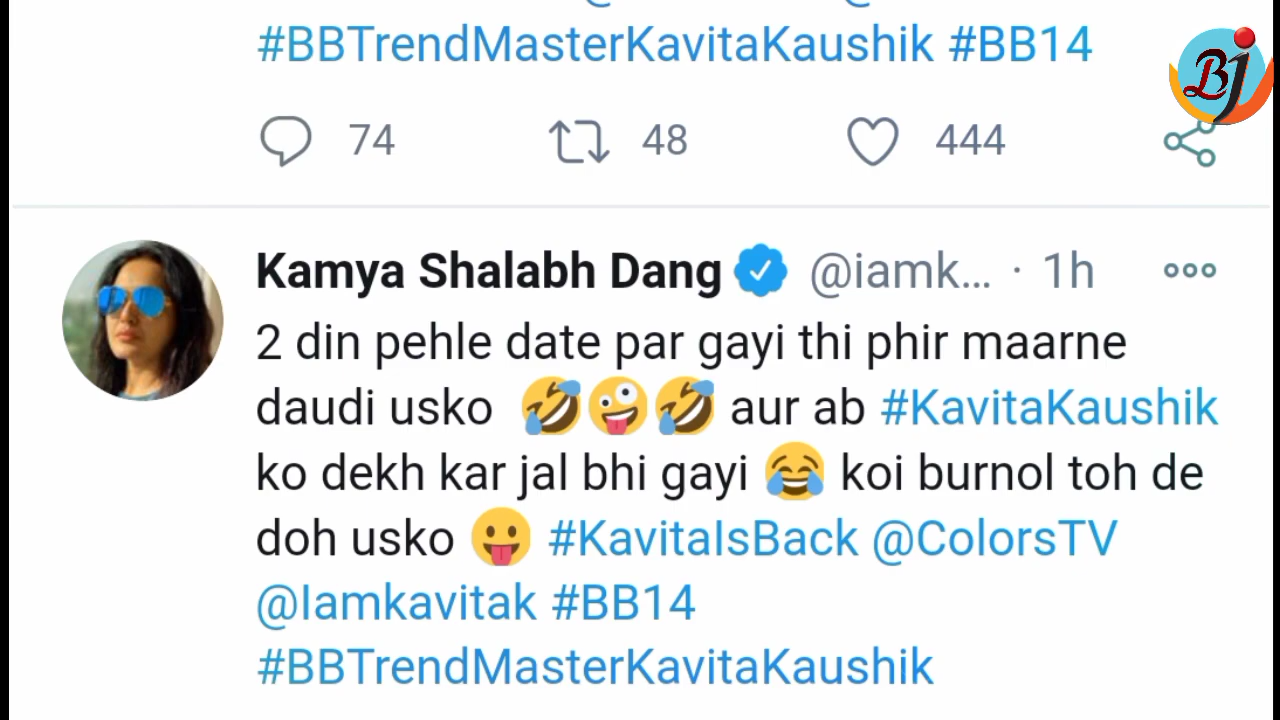 #BBTrendMasterKavitaKaushik #BB14
Bj
74 48 444
Kamya Shalabh Dang @iamk... · 1h
2 din pehle date par gayi thi phir maarne
daudi usko 🤣🤪🤣 aur ab #KavitaKaushik
ko dekh kar jal bhi gayi 😂 koi burnol toh de
doh usko 😛 #KavitaIsBack @ColorsTV
@Iamkavitak #BB14
#BBTrendMasterKavitaKaushik